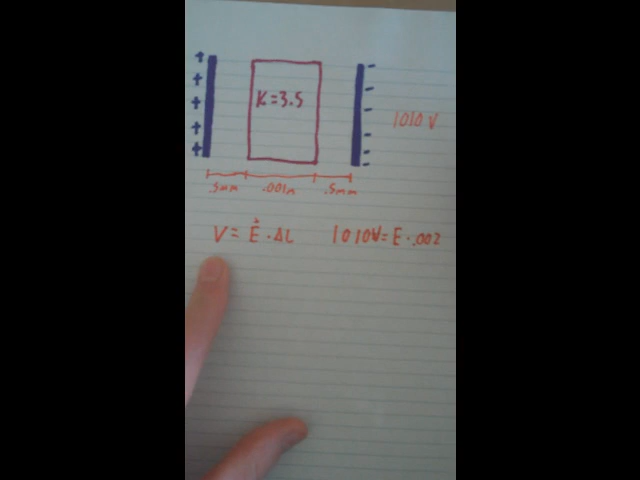 + -
+ -
+ K=3.5 - 1010 V
+ -
+ - -
.5mm .001m .5mm
V = E⃗ · ΔL 1010V = E · .002